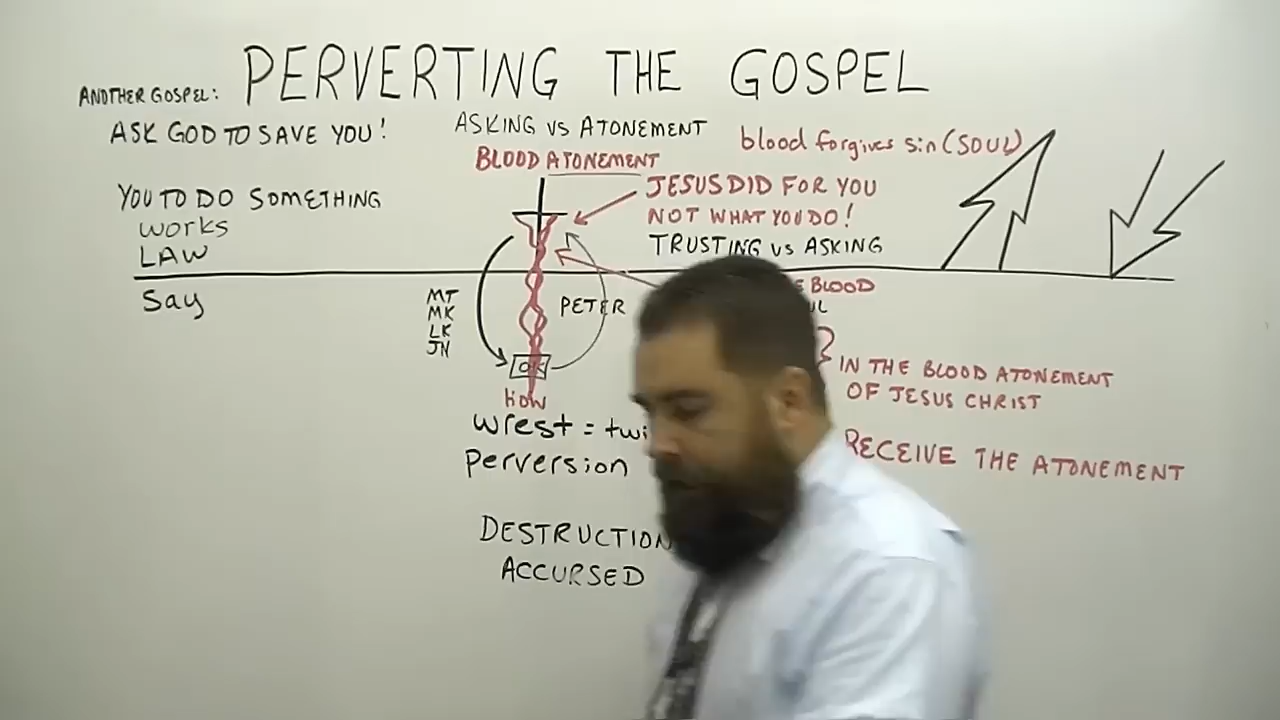 PERVERTING THE GOSPEL
ANOTHER GOSPEL:
ASK GOD TO SAVE YOU!
YOU TO DO SOMETHING
works
LAW
Say
ASKING VS ATONEMENT
BLOOD ATONEMENT
JESUS DID FOR YOU
NOT WHAT YOU DO!
TRUSTING VS ASKING
blood forgives sin (SOUL)
MT
MK
LK
JN
PETER
HOW
wrest =
perversion
DESTRUCTION
ACCURSED
BLOOD
IN THE BLOOD ATONEMENT
OF JESUS CHRIST
RECEIVE THE ATONEMENT